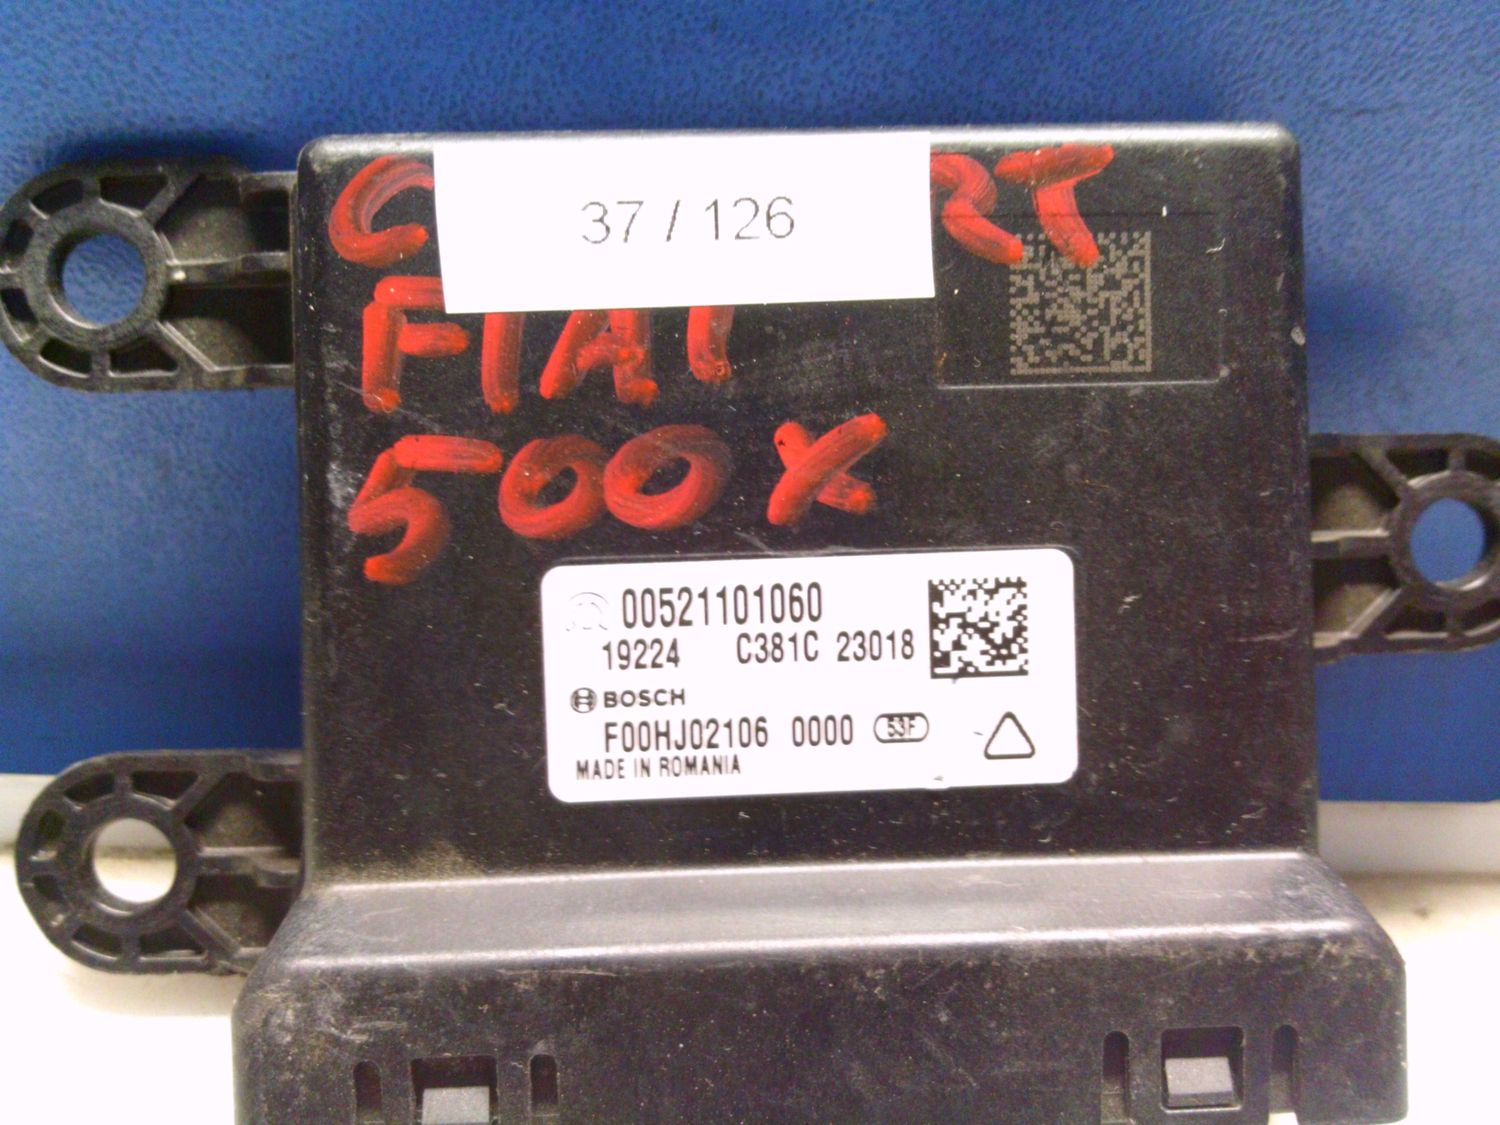 37 / 126
FIAT
500X
00521101060
19224 C381C 23018
BOSCH
F00HJ02106 0000 53F
MADE IN ROMANIA